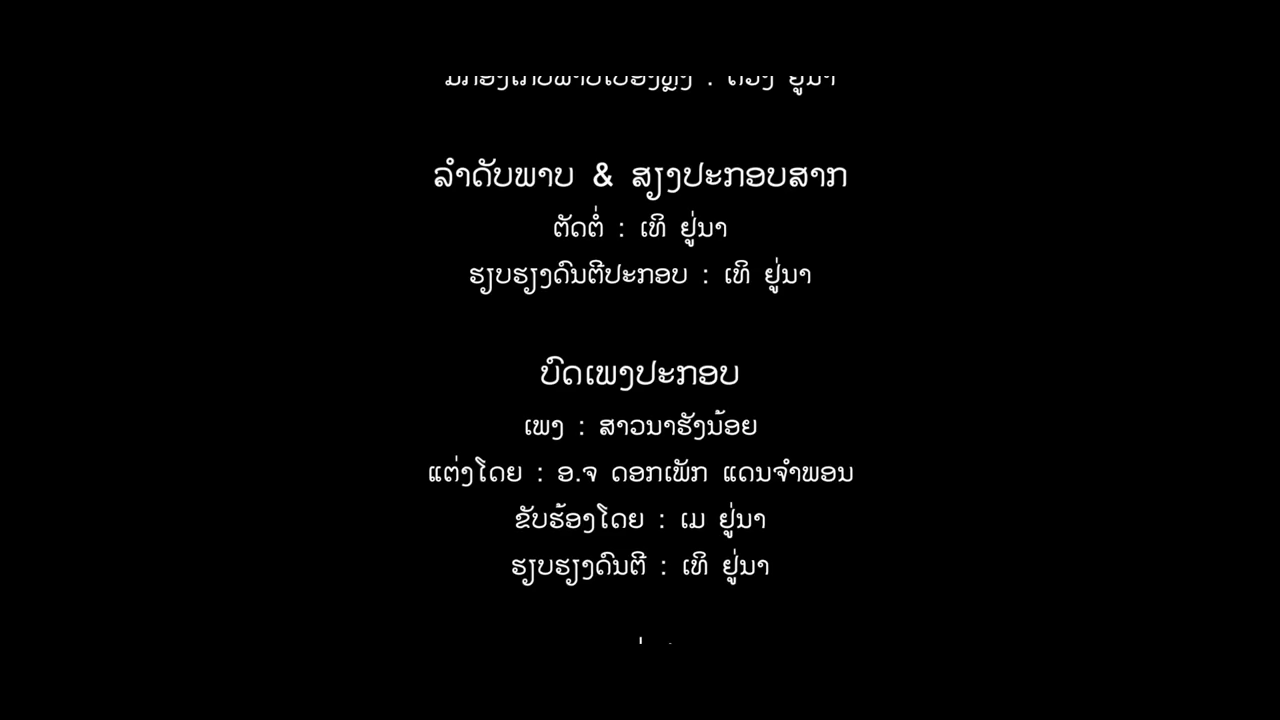 ລຳດັບພາບ & ສຽງປະກອບສາກ
ຕັດຕໍ່ : ເທິ ຢູ່ນາ
ຮຽບຮຽງດົນຕີປະກອບ : ເທິ ຢູ່ນາ
ບົດເພງປະກອບ
ເພງ : ສາວນາຮັງນ້ອຍ
ແຕ່ງໂດຍ : ອ.ຈ ດອກເພັກ ແດນຈຳພອນ
ຂັບຮ້ອງໂດຍ : ເມ ຢູ່ນາ
ຮຽບຮຽງດົນຕີ : ເທິ ຢູ່ນາ